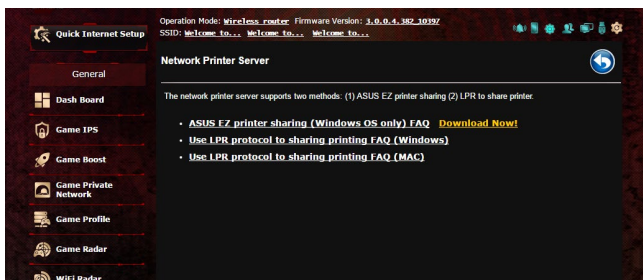 Operation Mode: Wireless router Firmware Version: 3.0.0.4.382_10397
SSID: Welcome to... Welcome to... Welcome to...
Quick Internet Setup
General
Dash Board
Game IPS
Game Boost
Game Private
Network
Game Profile
Game Radar
WiFi Radar
Network Printer Server
The network printer server supports two methods: (1) ASUS EZ printer sharing (2) LPR to share printer.
ASUS EZ printer sharing (Windows OS only) FAQ Download Now!
Use LPR protocol to sharing printing FAQ (Windows)
Use LPR protocol to sharing printing FAQ (MAC)